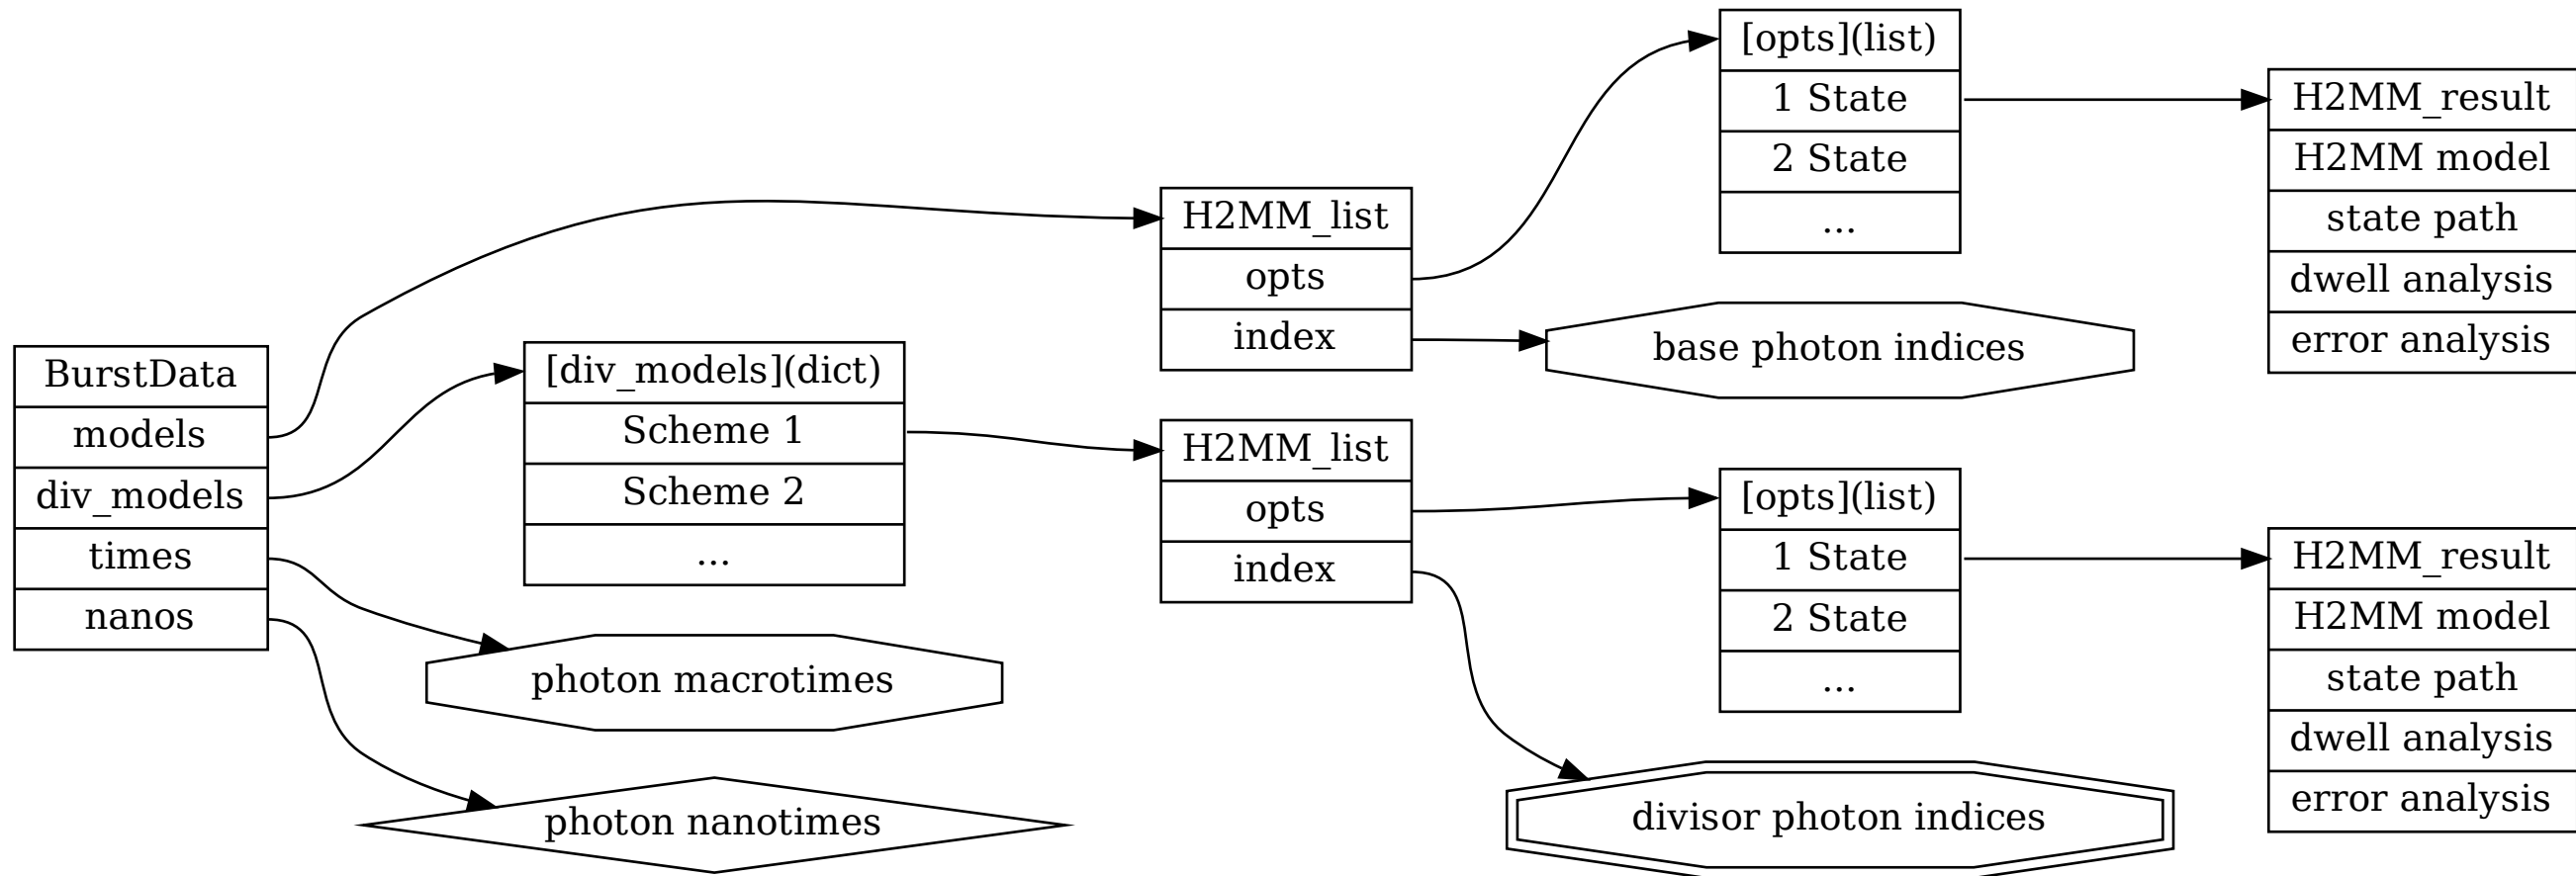 BurstData
models
div_models
times
nanos
[div_models](dict)
Scheme 1
Scheme 2
...
photon macrotimes
photon nanotimes
H2MM_list
opts
index
H2MM_list
opts
index
[opts](list)
1 State
2 State
...
base photon indices
[opts](list)
1 State
2 State
...
divisor photon indices
H2MM_result
H2MM model
state path
dwell analysis
error analysis
H2MM_result
H2MM model
state path
dwell analysis
error analysis